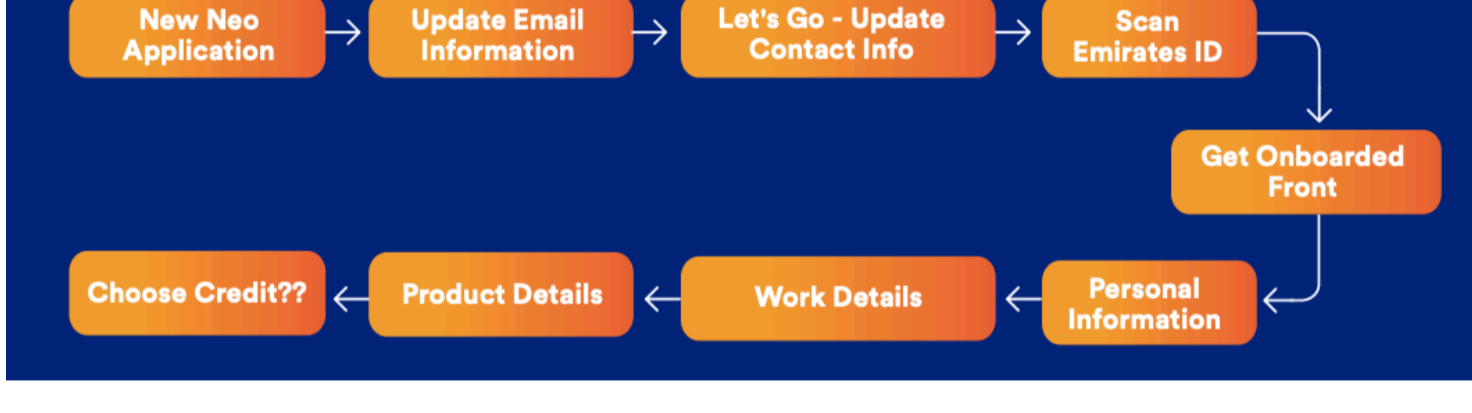 New Neo
Application
Update Email
Information
Let's Go - Update
Contact Info
Scan
Emirates ID
Get Onboarded
Front
Personal
Information
Work Details
Product Details
Choose Credit??